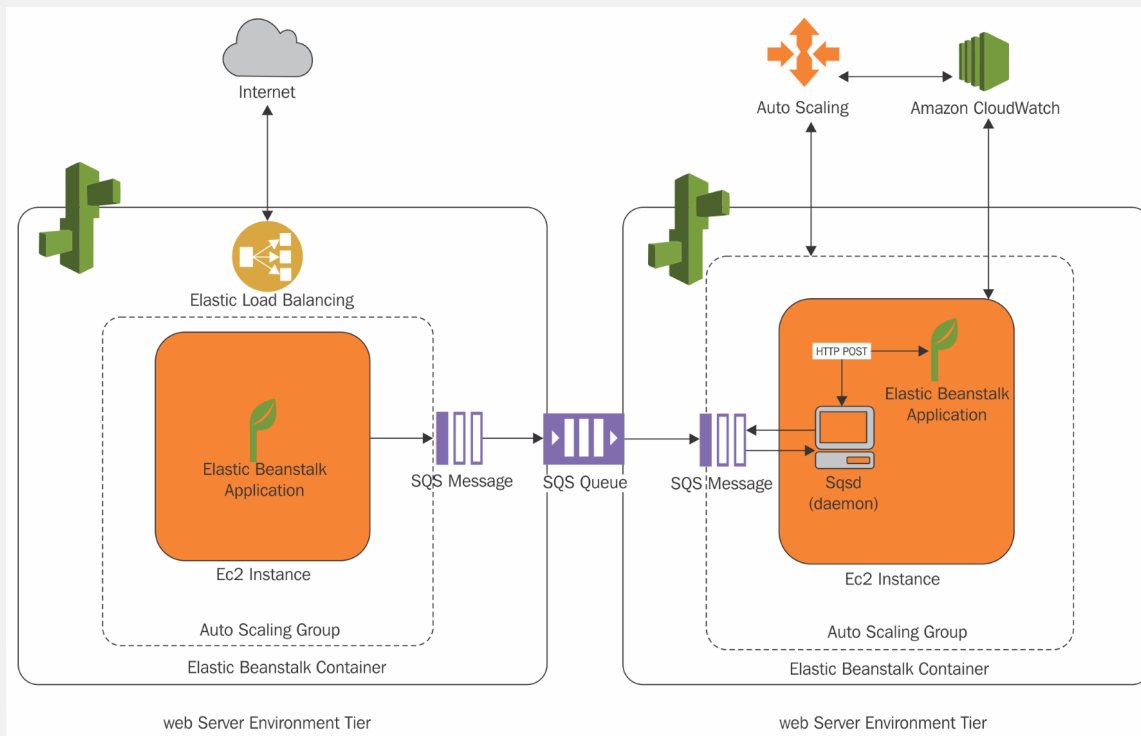 Internet
Elastic Load Balancing
Elastic Beanstalk
Application
Ec2 Instance
Auto Scaling Group
Elastic Beanstalk Container
web Server Environment Tier
SQS Message
SQS Queue
Auto Scaling
Amazon CloudWatch
HTTP POST
Elastic Beanstalk
Application
SQS Message
Sqsd
(daemon)
Ec2 Instance
Auto Scaling Group
Elastic Beanstalk Container
web Server Environment Tier